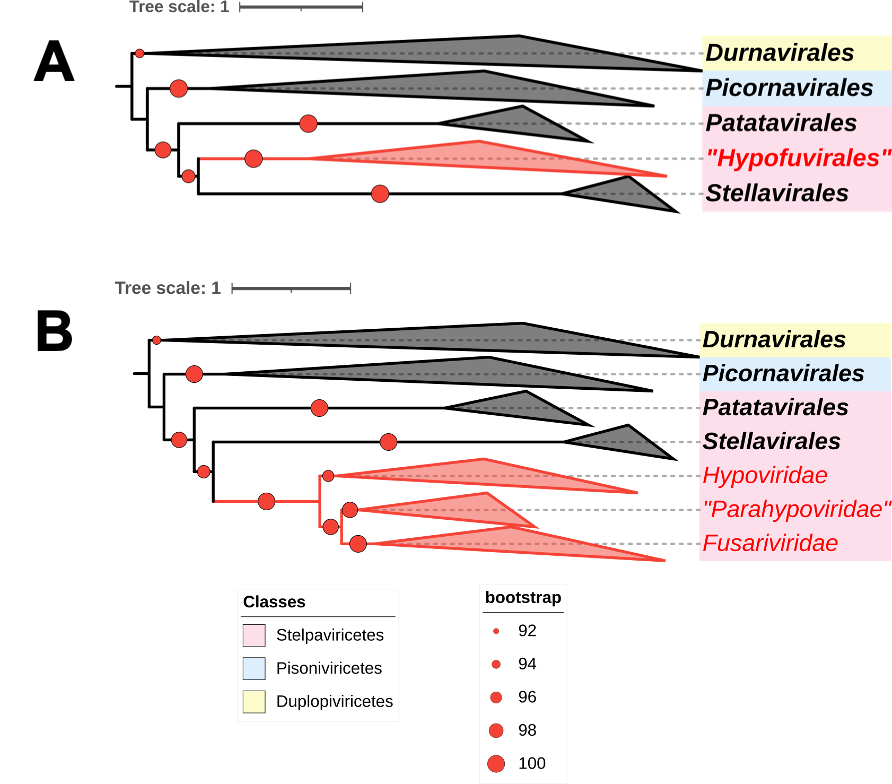 Tree scale: 1
A
Durnavirales
Picornavirales
Patatavirales
"Hypofuvirales"
Stellavirales
Tree scale: 1
B
Durnavirales
Picornavirales
Patatavirales
Stellavirales
Hypoviridae
"Parahypoviridae"
Fusariviridae
Classes
Stelpaviricetes
Pisoniviricetes
Duplopiviricetes
bootstrap
92
94
96
98
100